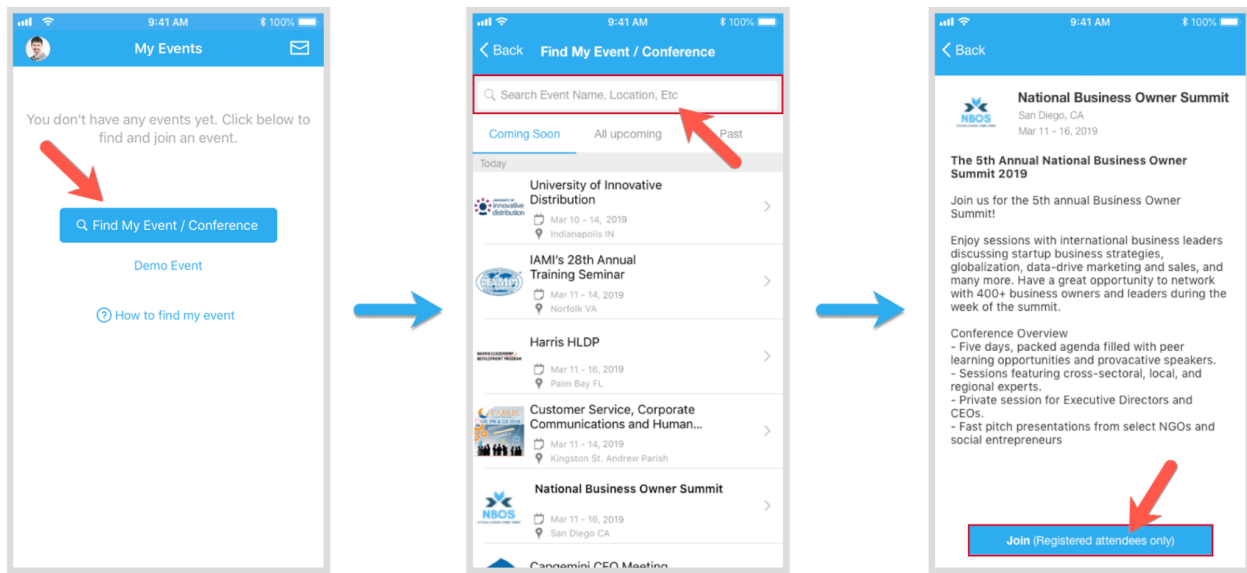 9:41 AM
100%
My Events
You don't have any events yet. Click below to
find and join an event.
Find My Event / Conference
Demo Event
? How to find my event
9:41 AM
100%
Back
Find My Event / Conference
Search Event Name, Location, Etc
Coming Soon
All upcoming
Past
Today
University of Innovative
Distribution
innovative
distribution
Mar 10 - 14, 2019
Indianapolis IN
IAMI's 28th Annual
Training Seminar
IAMI
Mar 11 - 14, 2019
Norfolk VA
Harris HLDP
HARRIS LEADERSHIP
DEVELOPMENT PROGRAM
Mar 11 - 16, 2019
Palm Bay FL
Customer Service, Corporate
Communications and Human...
Mar 11 - 14, 2019
Kingston St. Andrew Parish
National Business Owner Summit
NBOS
Mar 11 - 16, 2019
San Diego CA
Capgemini CFO Meeting
9:41 AM
100%
Back
NBOS
National Business Owner Summit
San Diego, CA
Mar 11 - 16, 2019
The 5th Annual National Business Owner
Summit 2019
Join us for the 5th annual Business Owner
Summit!
Enjoy sessions with international business leaders
discussing startup business strategies,
globalization, data-drive marketing and sales, and
many more. Have a great opportunity to network
with 400+ business owners and leaders during the
week of the summit.
Conference Overview
- Five days, packed agenda filled with peer
learning opportunities and provacative speakers.
- Sessions featuring cross-sectoral, local, and
regional experts.
- Private session for Executive Directors and
CEOs.
- Fast pitch presentations from select NGOs and
social entrepreneurs
Join (Registered attendees only)